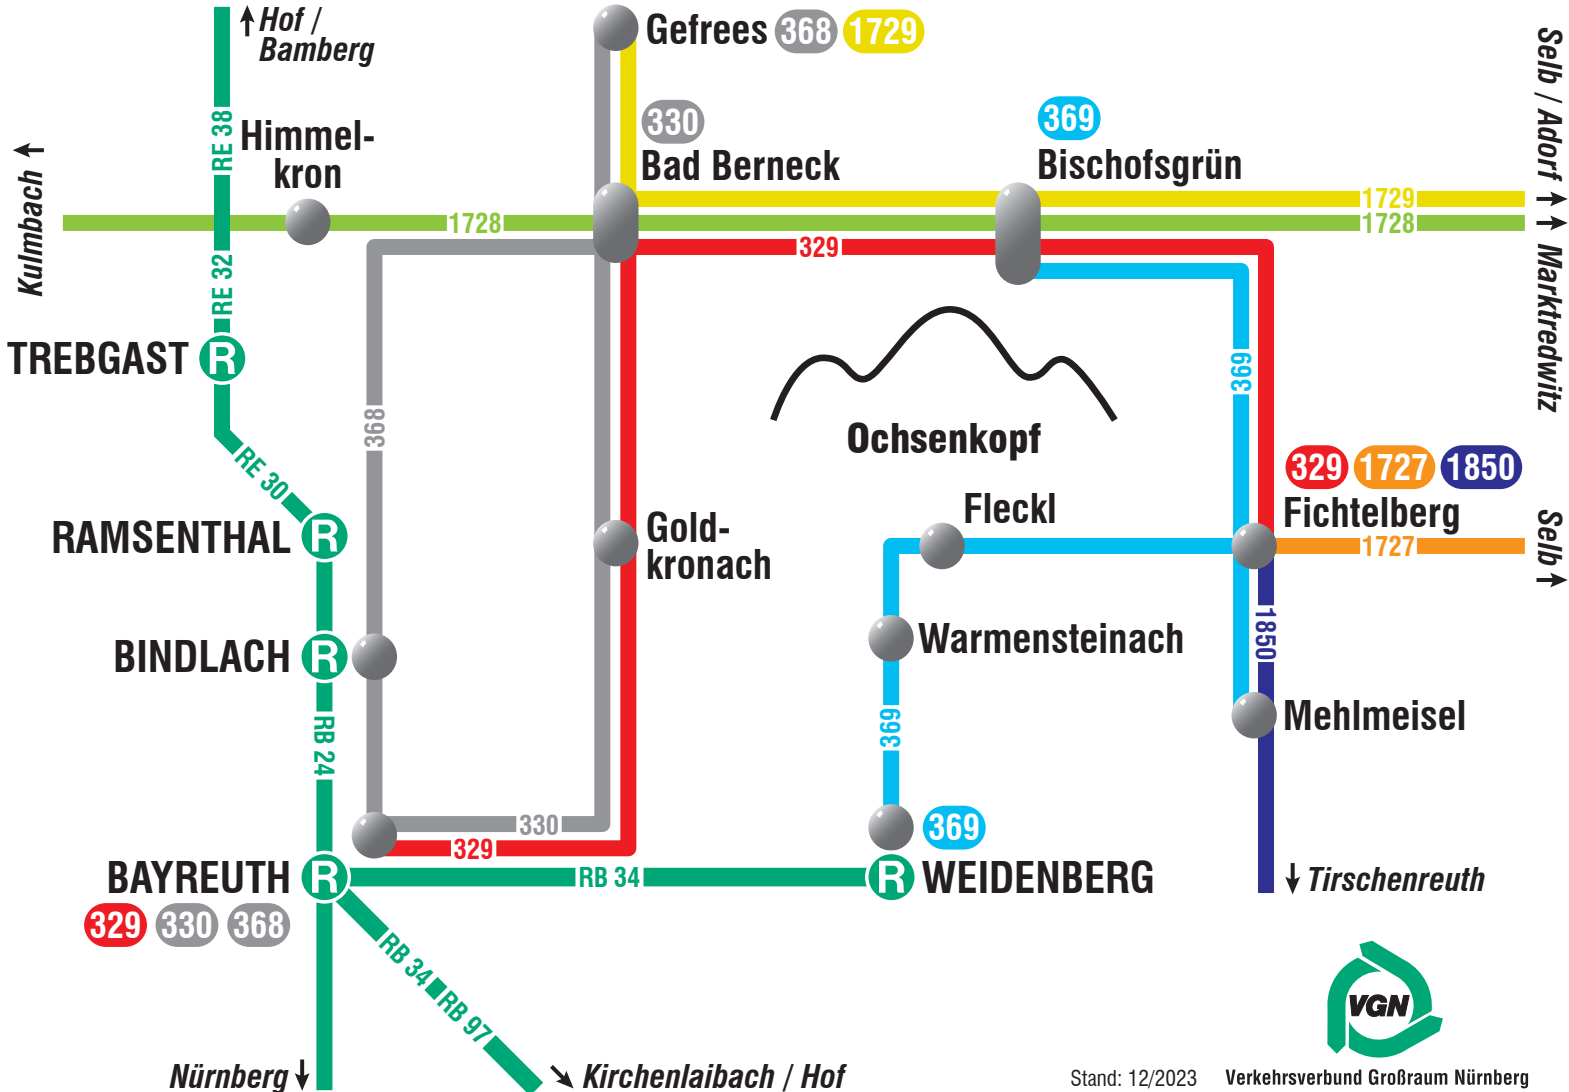 Hof /
Bamberg
Gefrees 368 1729
Selb / Adorf
Marktredwitz
Kulmbach
RE 38
Himmel-
kron
330
Bad Berneck
369
Bischofsgrün
1729
1728
1728
329
RE 32
TREBGAST R
368
369
Ochsenkopf
RE 30
329 1727 1850
Fichtelberg
1727
Selb
Fleckl
RAMSENTHAL R
Gold-
kronach
BINDLACH R
Warmensteinach
1850
RB 24
369
Mehlmeisel
330
329
369
BAYREUTH R
RB 34
R WEIDENBERG
Tirschenreuth
329 330 368
RB 34
RB 97
VGN
Nürnberg
Kirchenlaibach / Hof
Stand: 12/2023
Verkehrsverbund Großraum Nürnberg